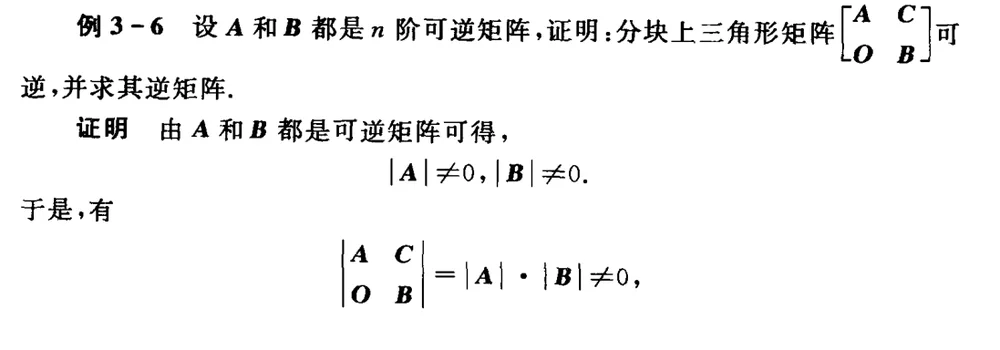 例 3-6 设 A 和 B 都是 n 阶可逆矩阵,证明:分块上三角形矩阵[A C; O B]可
逆,并求其逆矩阵.
证明 由 A 和 B 都是可逆矩阵可得,
|A|≠0,|B|≠0.
于是,有
|A C; O B| = |A| · |B| ≠0,